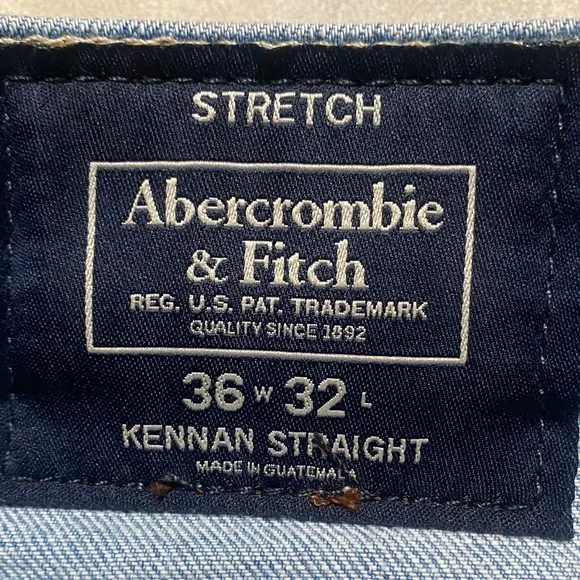 STRETCH
Abercrombie
& Fitch
REG. U.S. PAT. TRADEMARK
QUALITY SINCE 1892
36 W 32 L
KENNAN STRAIGHT
MADE IN GUATEMALA